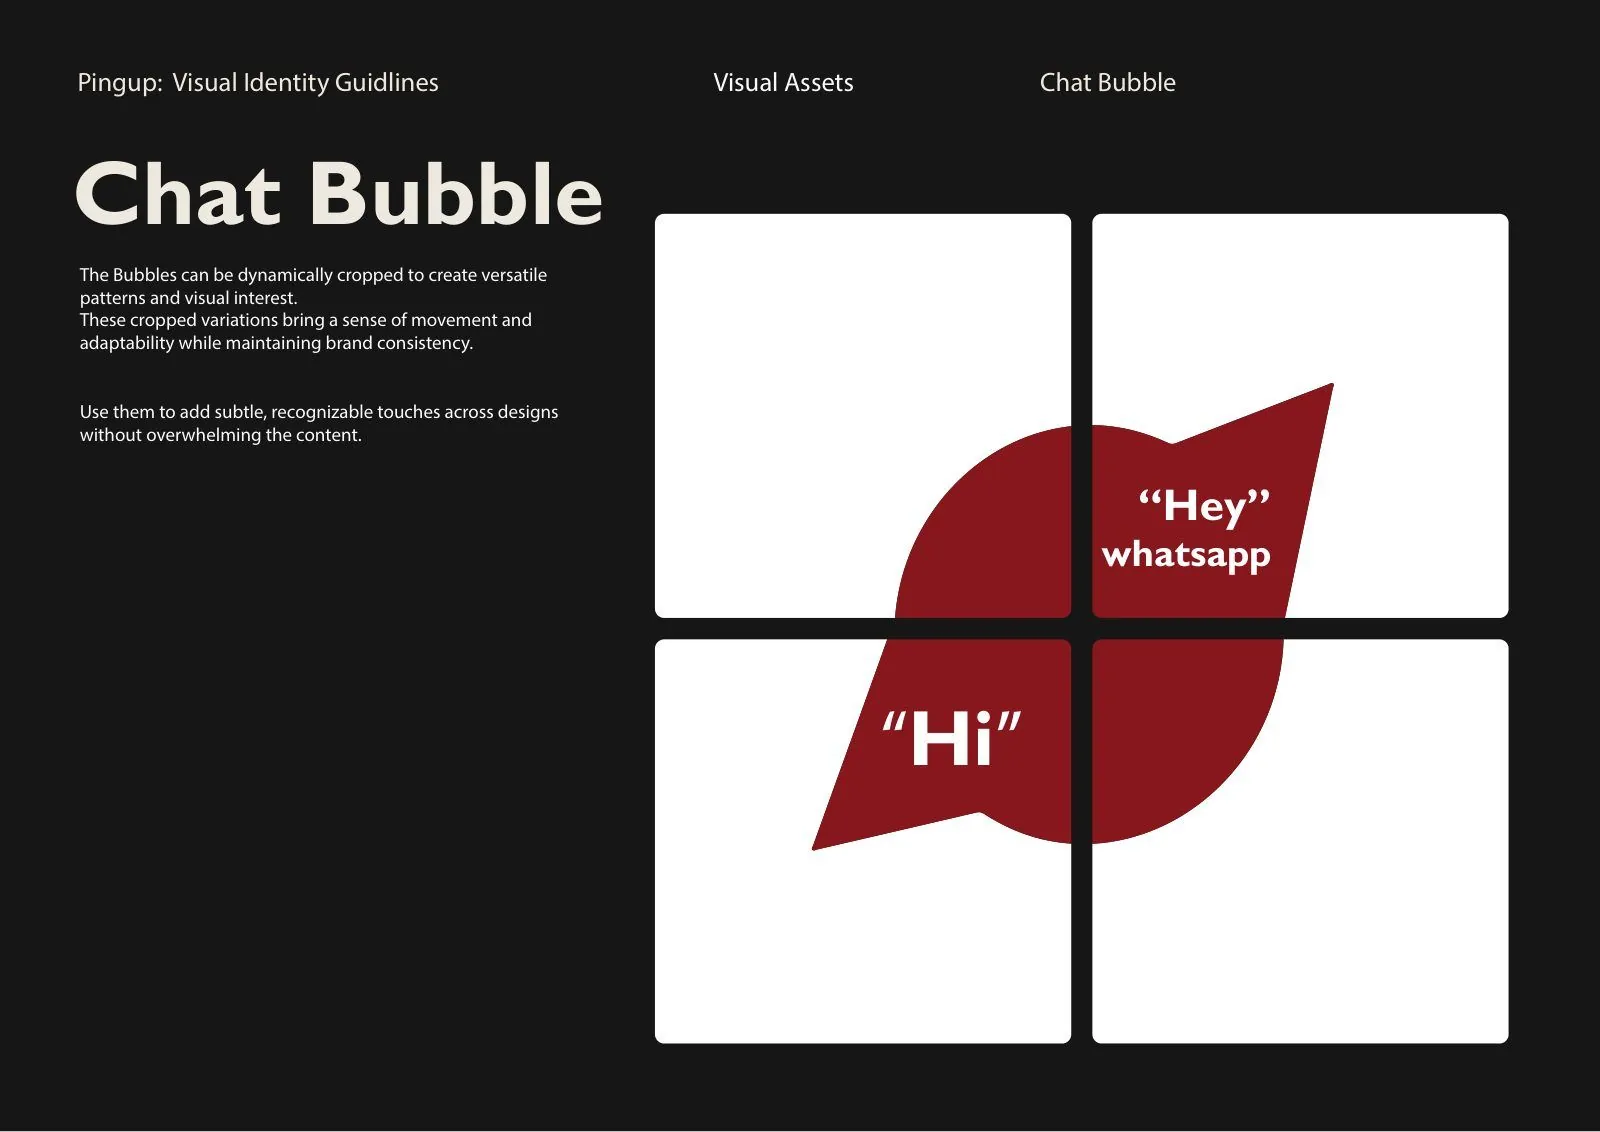 Pingup: Visual Identity Guidlines
Visual Assets
Chat Bubble
Chat Bubble
The Bubbles can be dynamically cropped to create versatile
patterns and visual interest.
These cropped variations bring a sense of movement and
adaptability while maintaining brand consistency.
Use them to add subtle, recognizable touches across designs
without overwhelming the content.
“Hey”
whatsapp
“Hi”